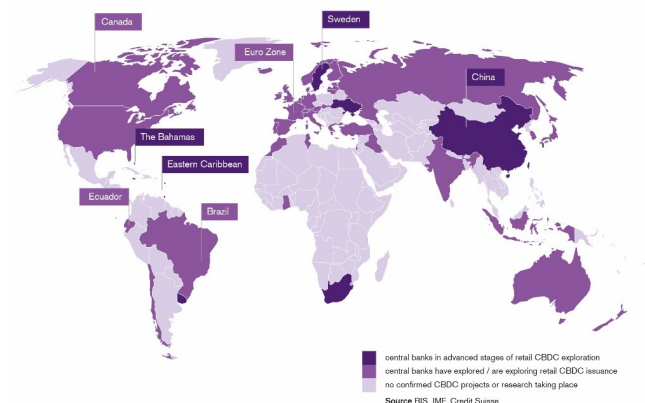 Sweden
Canada
Euro Zone
China
The Bahamas
Eastern Caribbean
Ecuador
Brazil
central banks in advanced stages of retail CBDC exploration
central banks have explored / are exploring retail CBDC issuance
no confirmed CBDC projects or research taking place
Source BIS, IMF, Credit Suisse